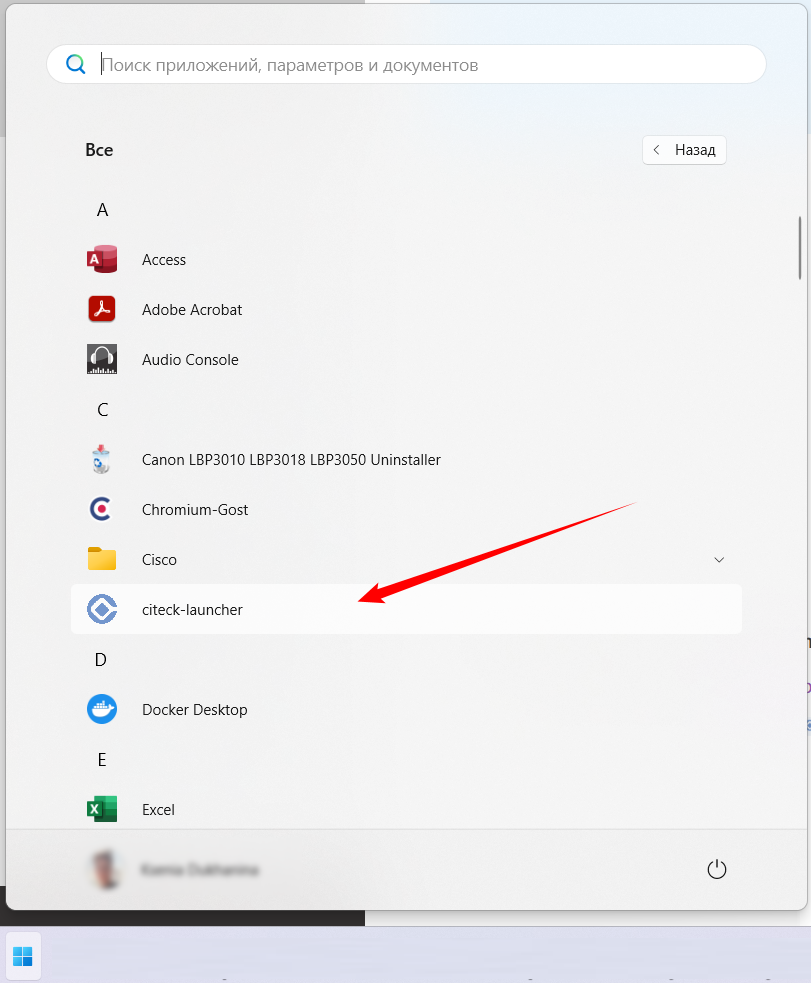 Поиск приложений, параметров и документов
Все
Назад
A
Access
Adobe Acrobat
Audio Console
C
Canon LBP3010 LBP3018 LBP3050 Uninstaller
Chromium-Gost
Cisco
citeck-launcher
D
Docker Desktop
E
Excel